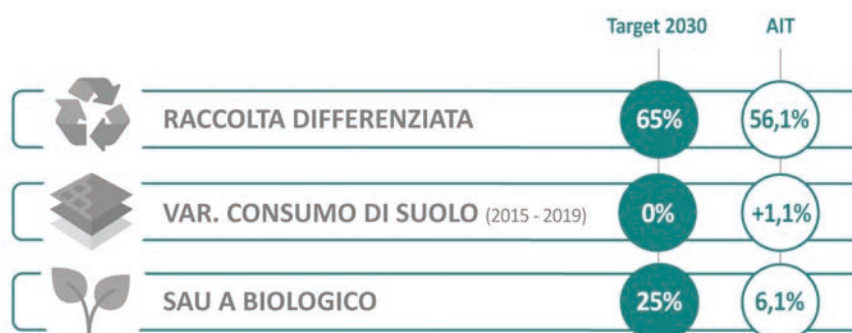 Target 2030 AIT
RACCOLTA DIFFERENZIATA 65% 56,1%
VAR. CONSUMO DI SUOLO (2015 - 2019) 0% +1,1%
SAU A BIOLOGICO 25% 6,1%